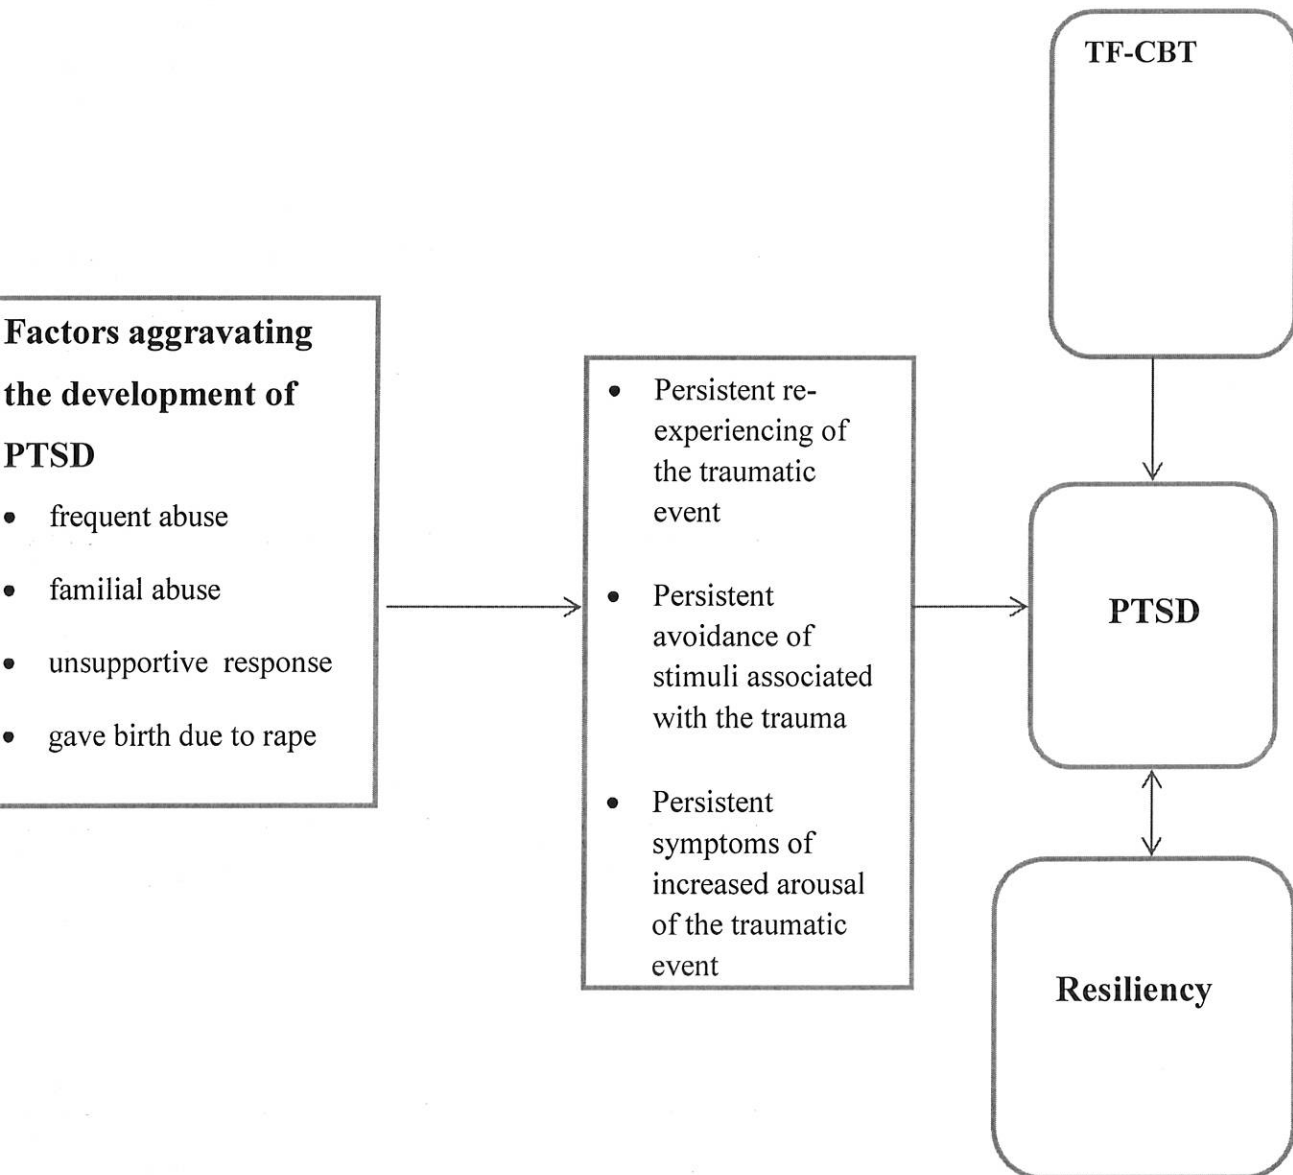 TF-CBT
Factors aggravating
the development of
PTSD
• frequent abuse
• familial abuse
• unsupportive response
• gave birth due to rape
• Persistent re-
experiencing of
the traumatic
event
• Persistent
avoidance of
stimuli associated
with the trauma
• Persistent
symptoms of
increased arousal
of the traumatic
event
PTSD
Resiliency